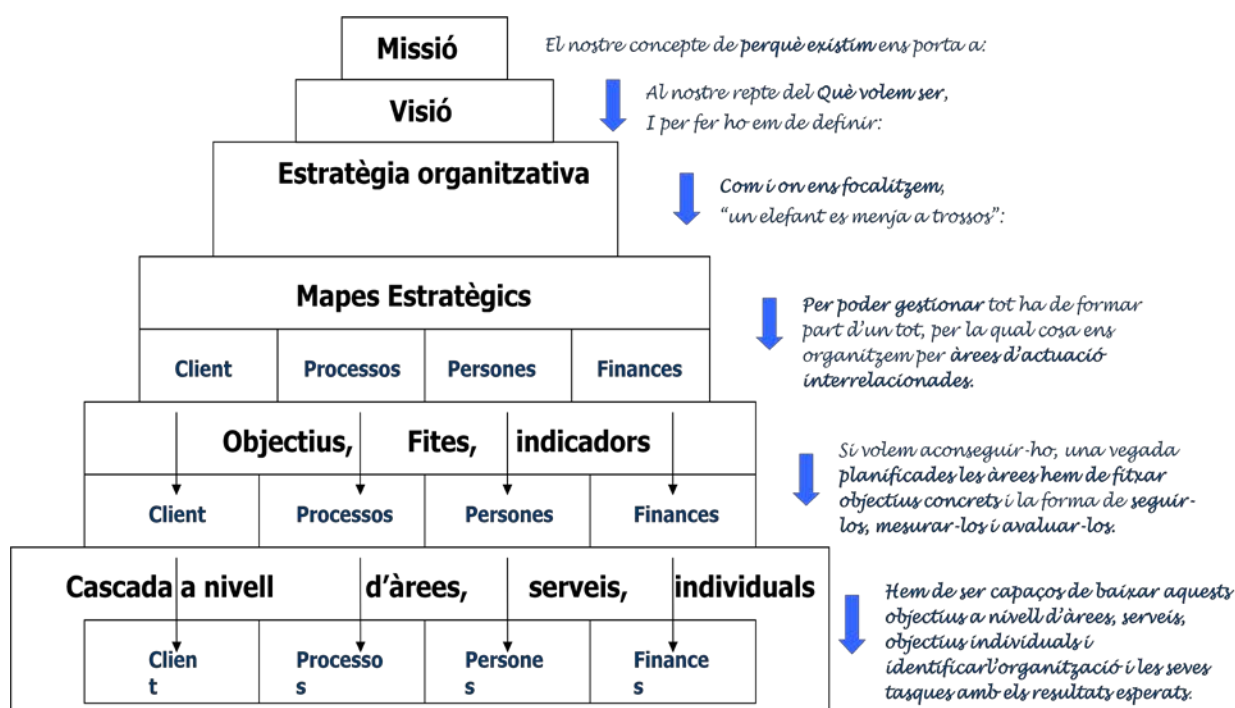 Missió
El nostre concepte de perquè existim ens porta a:
Visió
Al nostre repte del Què volem ser,
I per fer ho em de definir:
Estratègia organitzativa
Com i on ens focalitzem,
“un elefant es menja a trossos”:
Mapes Estratègics
Client Processos Persones Finances
Per poder gestionar tot ha de formar
part d’un tot, per la qual cosa ens
organitzem per àrees d’actuació
interrelacionades.
Objectius, Fites, indicadors
Client Processos Persones Finances
Si volem aconseguir-ho, una vegada
planificades les àrees hem de fitxar
objectius concrets i la forma de seguir-
los, mesurar-los i avaluar-los.
Cascada a nivell d’àrees, serveis, individuals
Clien Processo Persone Finance
t s s s
Hem de ser capaços de baixar aquests
objectius a nivell d’àrees, serveis,
objectius individuals i
identificarl’organització i les seves
tasques amb els resultats esperats.